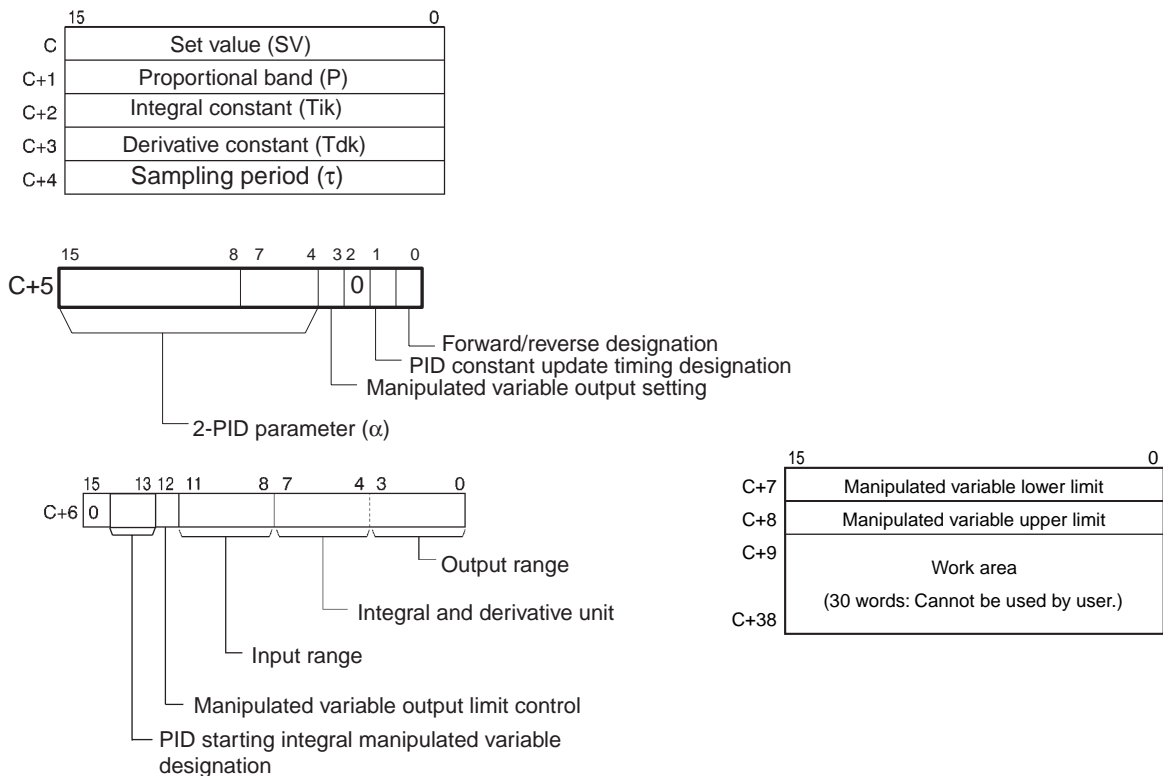 15 0
C Set value (SV)
C+1 Proportional band (P)
C+2 Integral constant (Tik)
C+3 Derivative constant (Tdk)
C+4 Sampling period (τ)
15 8 7 4 3 2 1 0
C+5 0
Forward/reverse designation
PID constant update timing designation
Manipulated variable output setting
2-PID parameter (α)
15 13 12 11 8 7 4 3 0
C+6 0
Output range
Integral and derivative unit
Input range
Manipulated variable output limit control
PID starting integral manipulated variable
designation
15 0
C+7 Manipulated variable lower limit
C+8 Manipulated variable upper limit
C+9
Work area
(30 words: Cannot be used by user.)
C+38